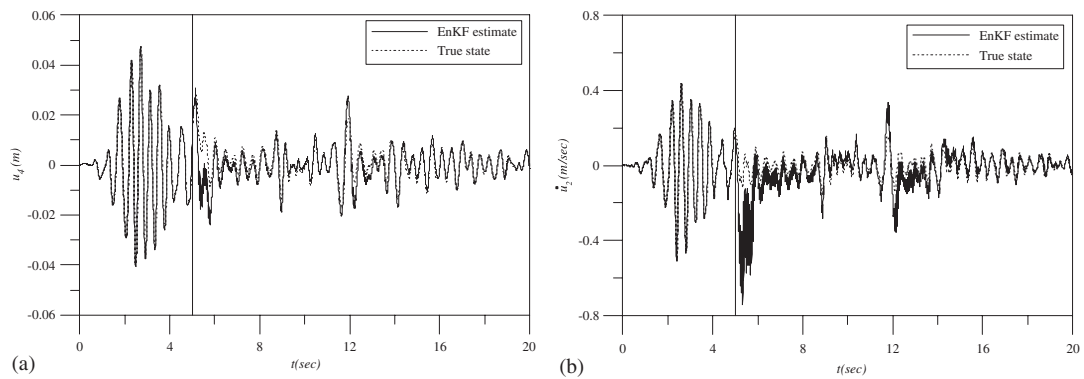 0.06
0.04
0.02
0
-0.02
-0.04
-0.06
u4 (m)
EnKF estimate
True state
0 4 8 12 16 20
t(sec)
(a)
0.8
0.4
0
-0.4
-0.8
u̇2 (m/sec)
EnKF estimate
True state
0 4 8 12 16 20
t(sec)
(b)